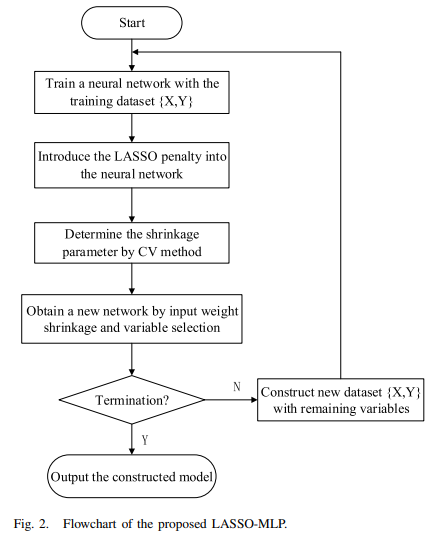 Start
Train a neural network with the
training dataset {X,Y}
Introduce the LASSO penalty into
the neural network
Determine the shrinkage
parameter by CV method
Obtain a new network by input weight
shrinkage and variable selection
Termination?
N
Construct new dataset {X,Y}
with remaining variables
Y
Output the constructed model
Fig. 2. Flowchart of the proposed LASSO-MLP.